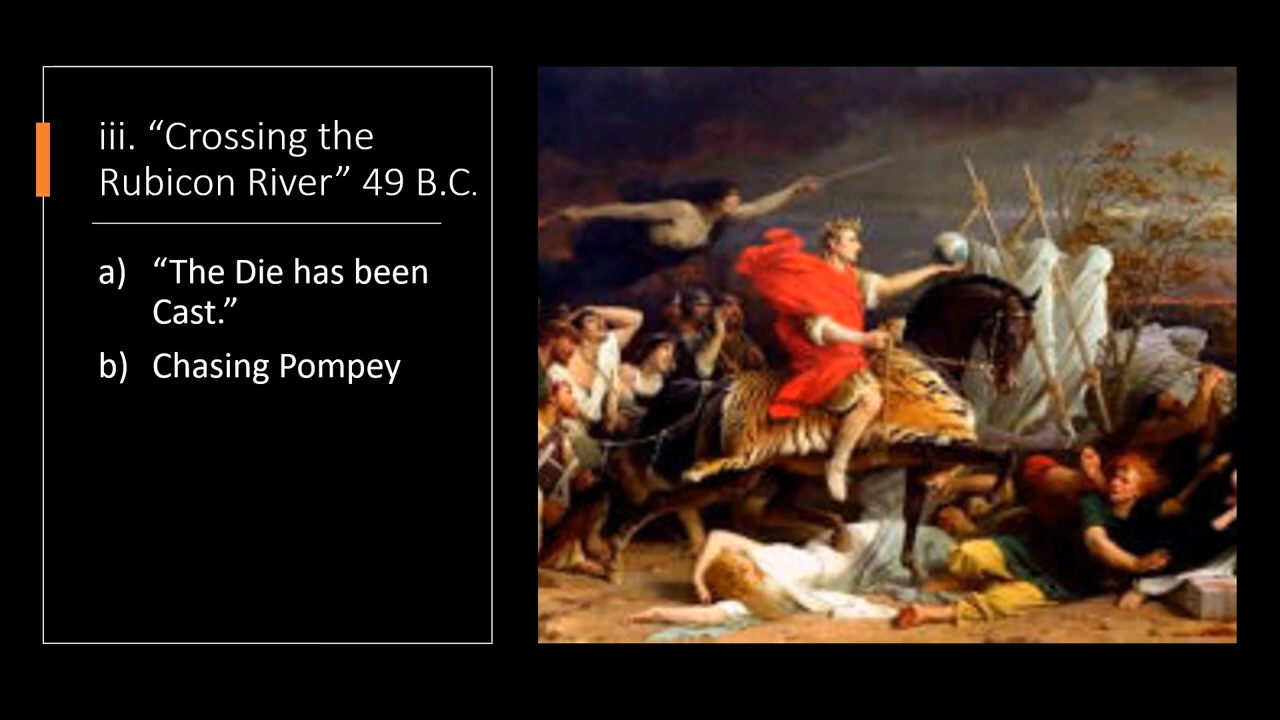 iii. “Crossing the
Rubicon River” 49 B.C.
a) “The Die has been
Cast.”
b) Chasing Pompey